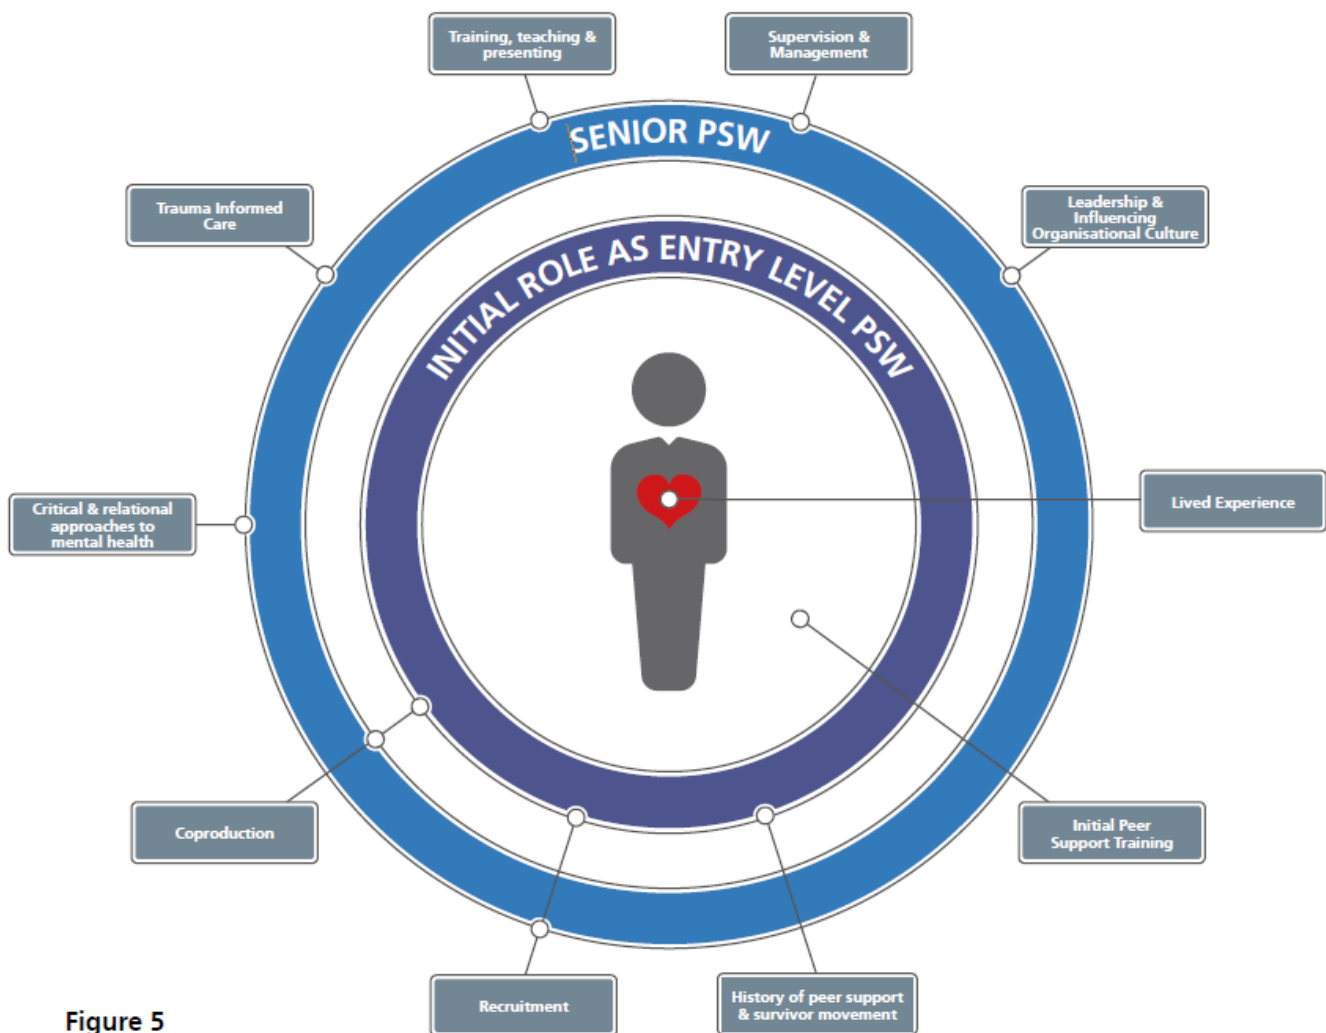 Training, teaching &
presenting
Supervision &
Management
SENIOR PSW
Trauma Informed
Care
Leadership &
Influencing
Organisational Culture
INITIAL ROLE AS ENTRY LEVEL PSW
Critical & relational
approaches to
mental health
Lived Experience
Coproduction
Initial Peer
Support Training
Recruitment
History of peer support
& survivor movement
Figure 5